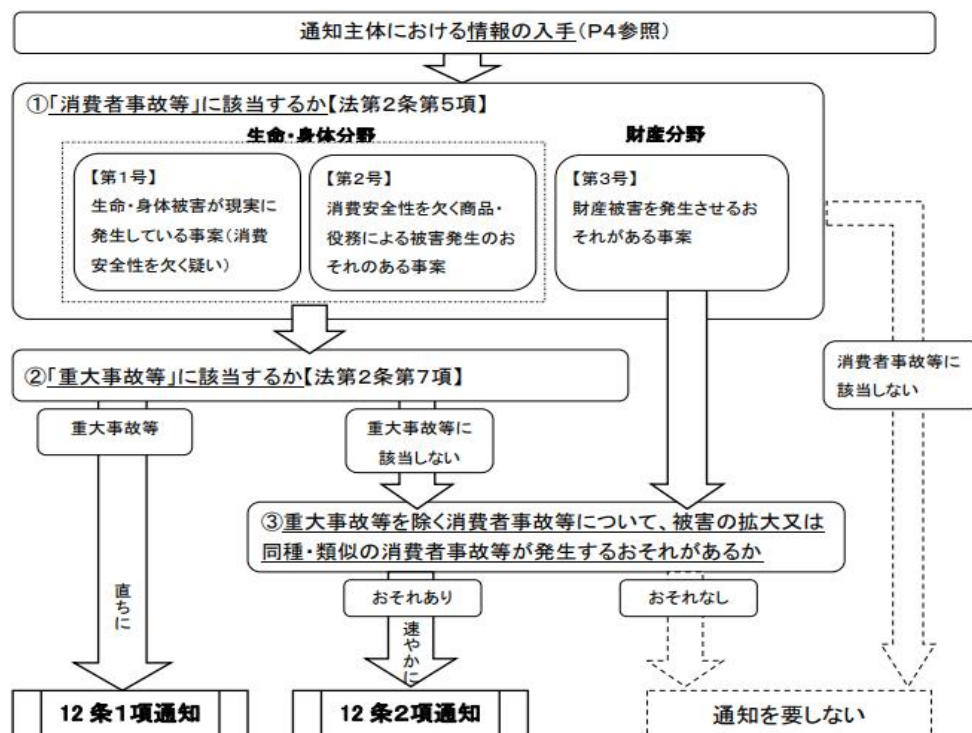 通知主体における情報の入手(P4参照)
①「消費者事故等」に該当するか【法第2条第5項】
生命・身体分野
財産分野
【第1号】
生命・身体被害が現実に
発生している事案(消費
安全性を欠く疑い)
【第2号】
消費安全性を欠く商品・
役務による被害発生のお
それのある事案
【第3号】
財産被害を発生させるお
それがある事案
消費者事故等に
該当しない
②「重大事故等」に該当するか【法第2条第7項】
重大事故等
重大事故等に
該当しない
③重大事故等を除く消費者事故等について、被害の拡大又は
同種・類似の消費者事故等が発生するおそれがあるか
おそれあり
おそれなし
直ちに
速やかに
12条1項通知
12条2項通知
通知を要しない